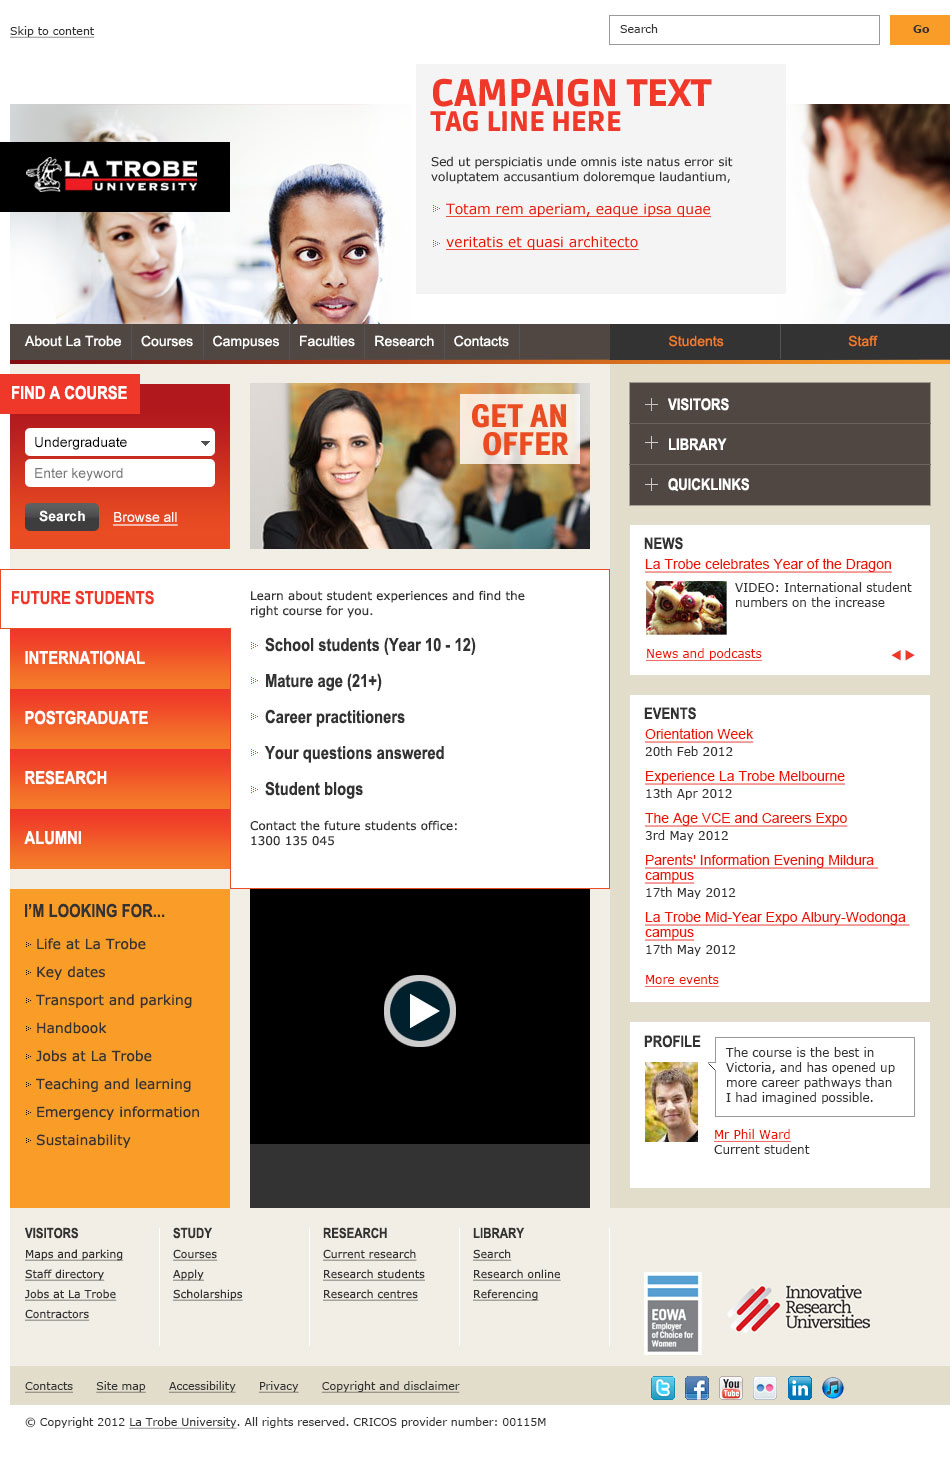 Skip to content
Search
Go
CAMPAIGN TEXT
TAG LINE HERE
Sed ut perspiciatis unde omnis iste natus error sit
voluptatem accusantium doloremque laudantium,
Totam rem aperiam, eaque ipsa quae
veritatis et quasi architecto
LA TROBE
UNIVERSITY
About La Trobe
Courses
Campuses
Faculties
Research
Contacts
Students
Staff
FIND A COURSE
Undergraduate
Enter keyword
Search
Browse all
GET AN
OFFER
VISITORS
LIBRARY
QUICKLINKS
NEWS
La Trobe celebrates Year of the Dragon
VIDEO: International student
numbers on the increase
News and podcasts
FUTURE STUDENTS
INTERNATIONAL
POSTGRADUATE
RESEARCH
ALUMNI
Learn about student experiences and find the
right course for you.
School students (Year 10 - 12)
Mature age (21+)
Career practitioners
Your questions answered
Student blogs
Contact the future students office:
1300 135 045
EVENTS
Orientation Week
20th Feb 2012
Experience La Trobe Melbourne
13th Apr 2012
The Age VCE and Careers Expo
3rd May 2012
Parents' Information Evening Mildura
campus
17th May 2012
La Trobe Mid-Year Expo Albury-Wodonga
campus
17th May 2012
More events
I'M LOOKING FOR...
Life at La Trobe
Key dates
Transport and parking
Handbook
Jobs at La Trobe
Teaching and learning
Emergency information
Sustainability
PROFILE
The course is the best in
Victoria, and has opened up
more career pathways than
I had imagined possible.
Mr Phil Ward
Current student
VISITORS
Maps and parking
Staff directory
Jobs at La Trobe
Contractors
STUDY
Courses
Apply
Scholarships
RESEARCH
Current research
Research students
Research centres
LIBRARY
Search
Research online
Referencing
EOWA
Employer
of Choice for
Women
Innovative
Research
Universities
Contacts
Site map
Accessibility
Privacy
Copyright and disclaimer
You
Tube
in
© Copyright 2012 La Trobe University. All rights reserved. CRICOS provider number: 00115M